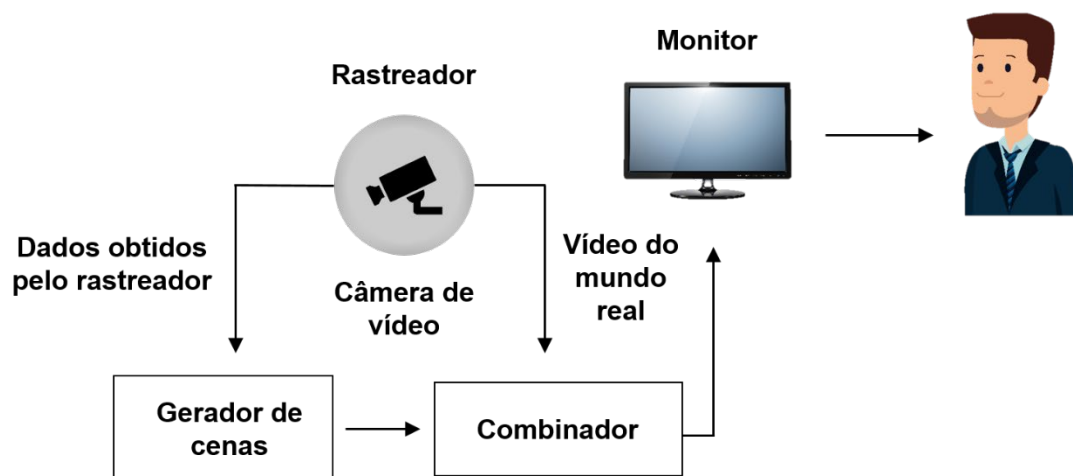 Monitor
Rastreador
Dados obtidos
pelo rastreador
Vídeo do
mundo
real
Câmera de
vídeo
Gerador de
cenas
Combinador